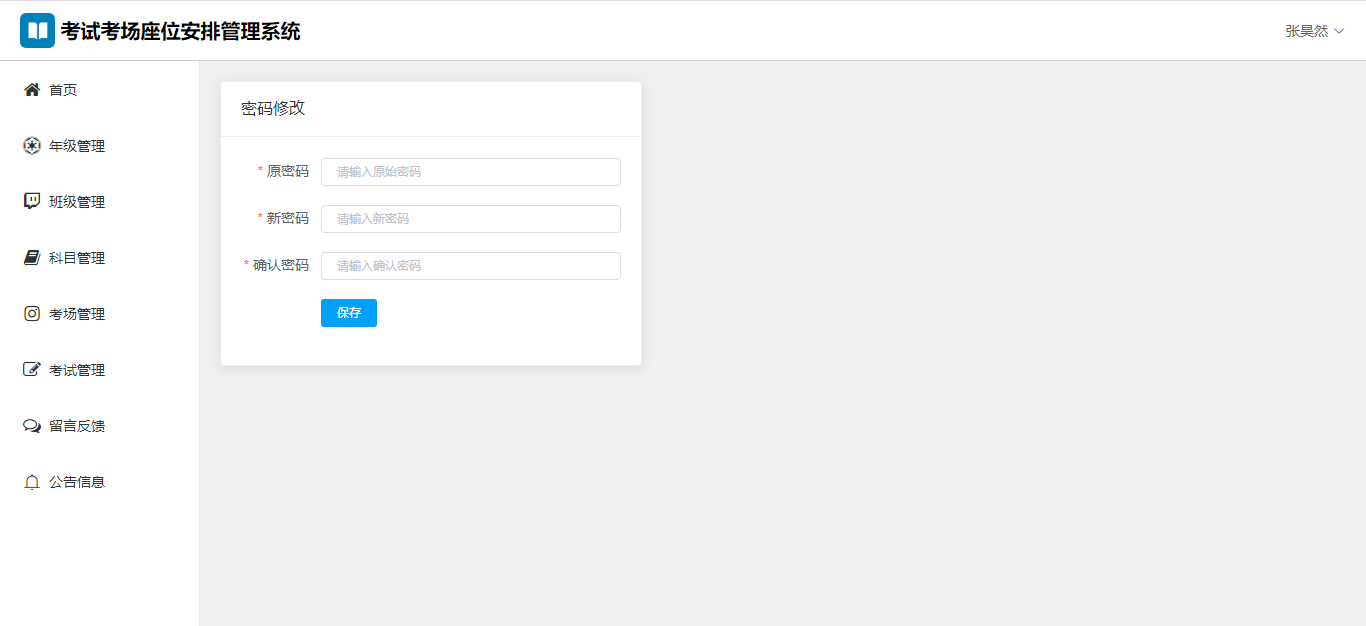 考试考场座位安排管理系统
张昊然
首页
年级管理
班级管理
科目管理
考场管理
考试管理
留言反馈
公告信息
密码修改
* 原密码 请输入原始密码
* 新密码 请输入新密码
* 确认密码 请输入确认密码
保存